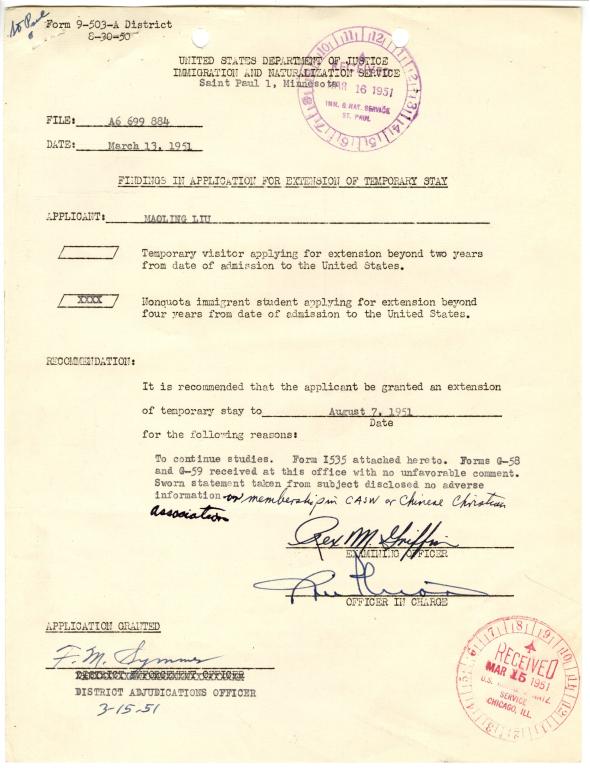 St Paul
Form 9-503-A District
8-30-50
UNITED STATES DEPARTMENT OF JUSTICE
IMMIGRATION AND NATURALIZATION SERVICE
Saint Paul 1, Minnesota
RECEIVED
MAR 16 1951
IMM. & NAT. SERVICE
ST. PAUL
FILE: A6 699 884
DATE: March 13, 1951
FINDINGS IN APPLICATION FOR EXTENSION OF TEMPORARY STAY
APPLICANT: MAOLING LIU
Temporary visitor applying for extension beyond two years
from date of admission to the United States.
XXXX Nonquota immigrant student applying for extension beyond
four years from date of admission to the United States.
RECOMMENDATION:
It is recommended that the applicant be granted an extension
of temporary stay to August 7, 1951
Date
for the following reasons:
To continue studies. Form I535 attached hereto. Forms G-58
and G-59 received at this office with no unfavorable comment.
Sworn statement taken from subject disclosed no adverse
information or membership in CASW or Chinese Christian
association
Rex M. Griffin
EXAMINING OFFICER
OFFICER IN CHARGE
APPLICATION GRANTED
F. M. Symmes
DISTRICT ENFORCEMENT OFFICER
DISTRICT ADJUDICATIONS OFFICER
3-15-51
RECEIVED
MAR 15 1951
SERVICE
CHICAGO, ILL.